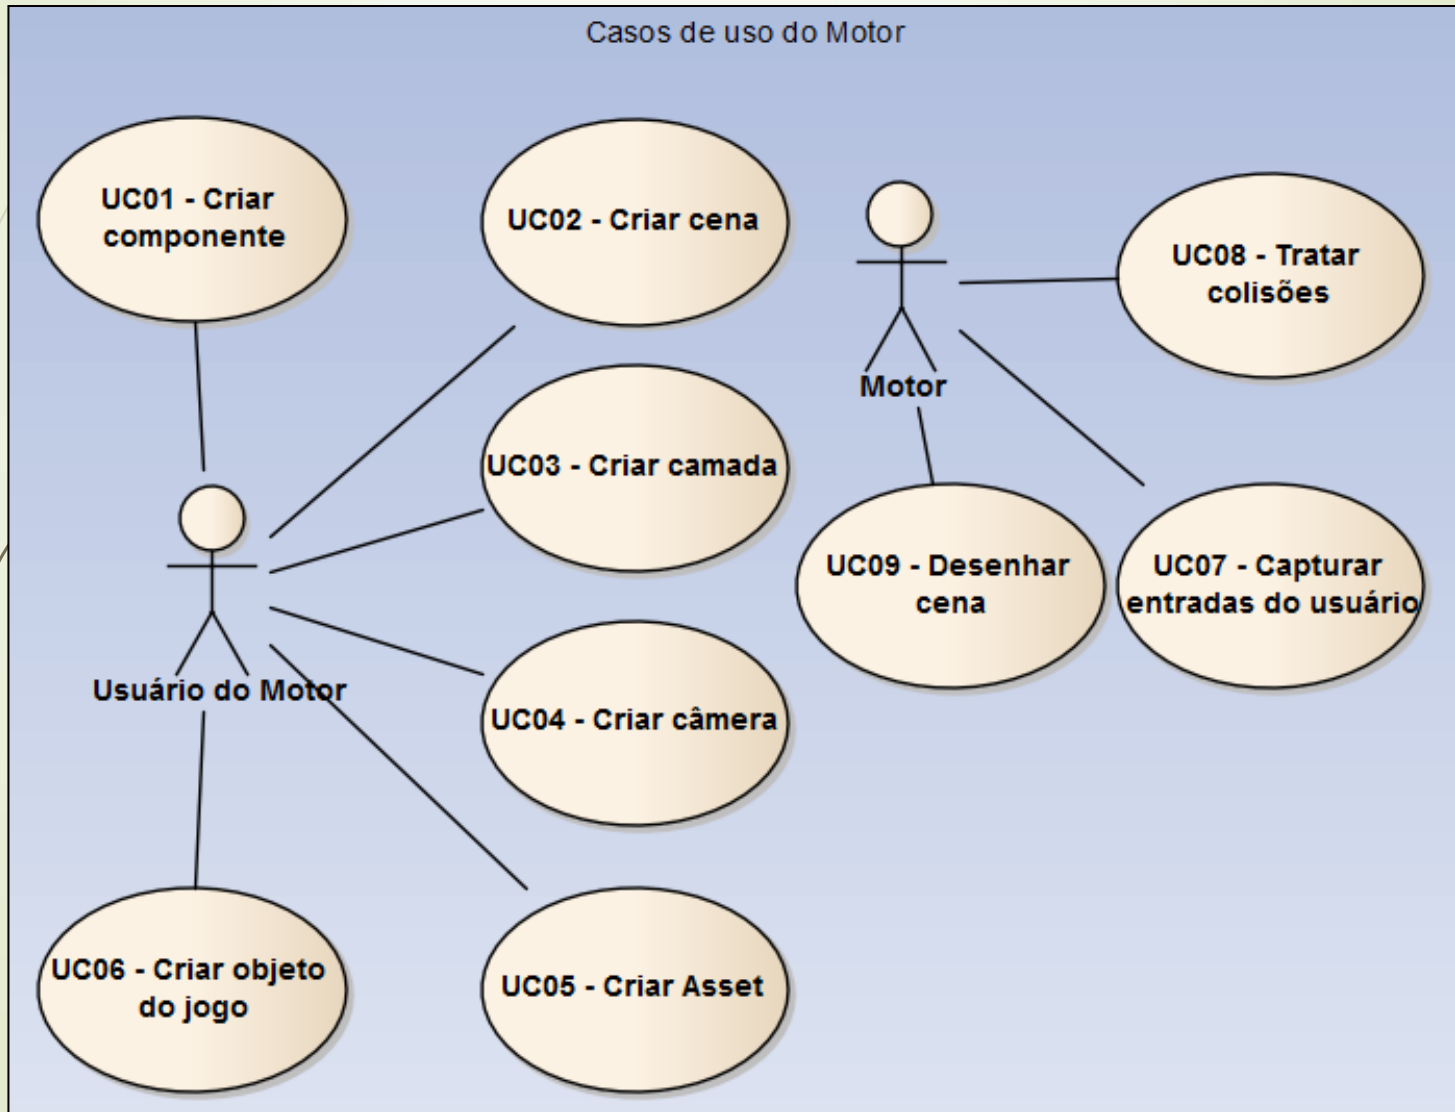 Casos de uso do Motor
UC01 - Criar
componente
UC02 - Criar cena
UC08 - Tratar
colisões
UC03 - Criar camada
Motor
UC09 - Desenhar
cena
UC07 - Capturar
entradas do usuário
Usuário do Motor
UC04 - Criar câmera
UC06 - Criar objeto
do jogo
UC05 - Criar Asset